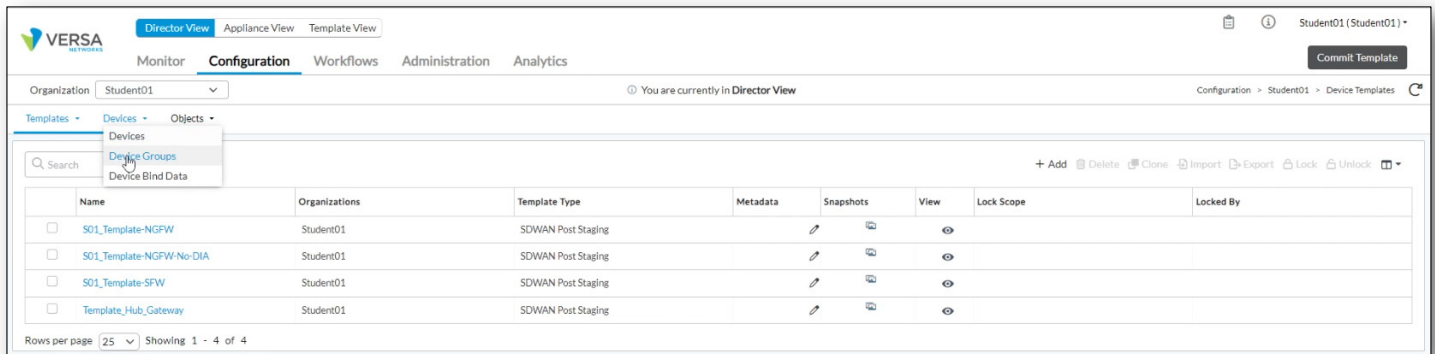 VERSA
NETWORKS
Director View Appliance View Template View
Student01 (Student01)
Monitor Configuration Workflows Administration Analytics
Commit Template
Organization Student01
You are currently in Director View
Configuration > Student01 > Device Templates
Templates Devices Objects
Devices
Device Groups
Device Bind Data
Search
+ Add Delete Clone Import Export Lock Unlock
Name Organizations Template Type Metadata Snapshots View Lock Scope Locked By
S01_Template-NGFW Student01 SDWAN Post Staging
S01_Template-NGFW-No-DIA Student01 SDWAN Post Staging
S01_Template-SFW Student01 SDWAN Post Staging
Template_Hub_Gateway Student01 SDWAN Post Staging
Rows per page 25 Showing 1 - 4 of 4